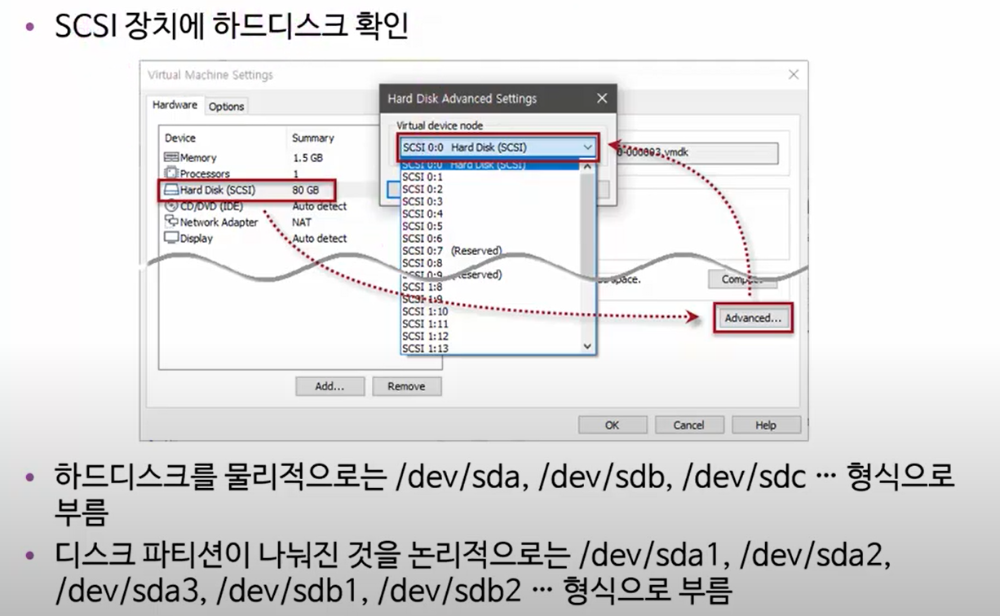 • SCSI 장치에 하드디스크 확인
Virtual Machine Settings
Hardware Options
Device Summary
Memory 1.5 GB
Processors 1
Hard Disk (SCSI) 80 GB
CD/DVD (IDE) Auto detect
Network Adapter NAT
Display Auto detect
Add... Remove
Hard Disk Advanced Settings
Virtual device node
SCSI 0:0 Hard Disk (SCSI)
SCSI 0:0 Hard Disk (SCSI)
SCSI 0:1
SCSI 0:2
SCSI 0:3
SCSI 0:4
SCSI 0:5
SCSI 0:6
SCSI 0:7 (Reserved)
SCSI 0:8
SCSI 0:9
SCSI 1:8
SCSI 1:9
SCSI 1:10
SCSI 1:11
SCSI 1:12
SCSI 1:13
.vmdk
space.
Advanced...
OK Cancel Help
• 하드디스크를 물리적으로는 /dev/sda, /dev/sdb, /dev/sdc ⋯ 형식으로
부름
• 디스크 파티션이 나눠진 것을 논리적으로는 /dev/sda1, /dev/sda2,
/dev/sda3, /dev/sdb1, /dev/sdb2 ⋯ 형식으로 부름